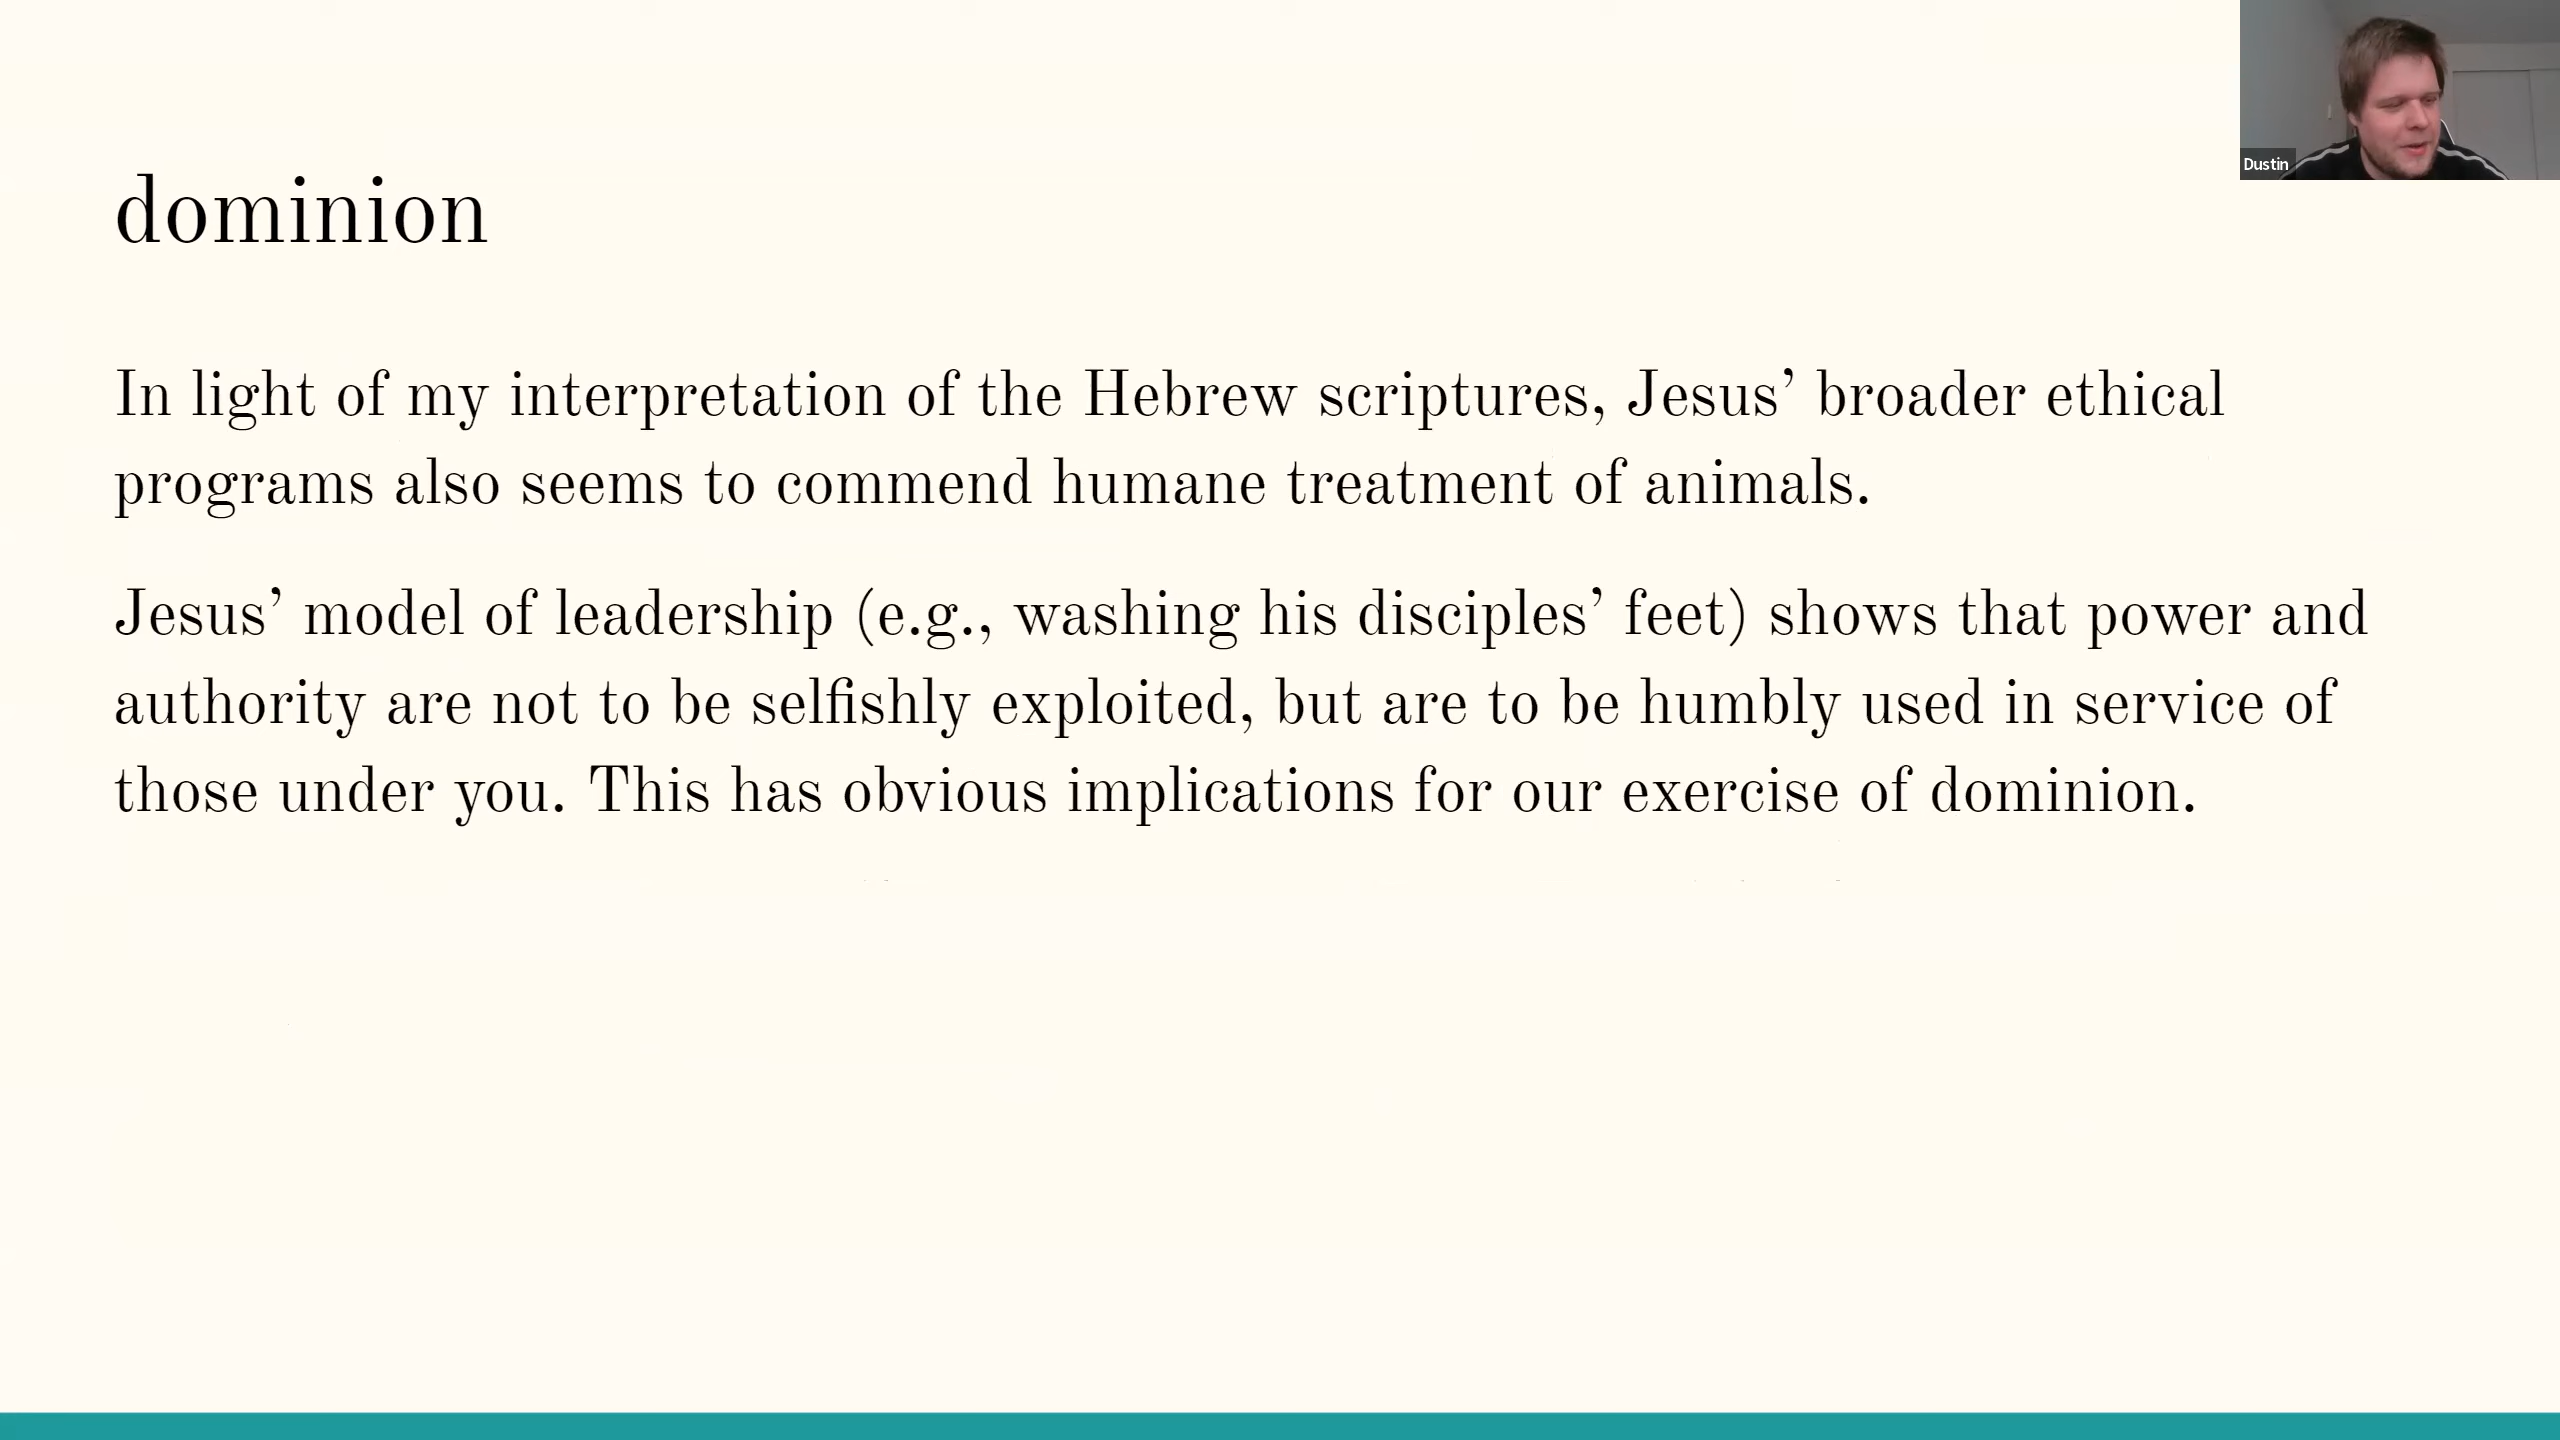 dominion
In light of my interpretation of the Hebrew scriptures, Jesus’ broader ethical
programs also seems to commend humane treatment of animals.
Jesus’ model of leadership (e.g., washing his disciples’ feet) shows that power and
authority are not to be selfishly exploited, but are to be humbly used in service of
those under you. This has obvious implications for our exercise of dominion.
Dustin